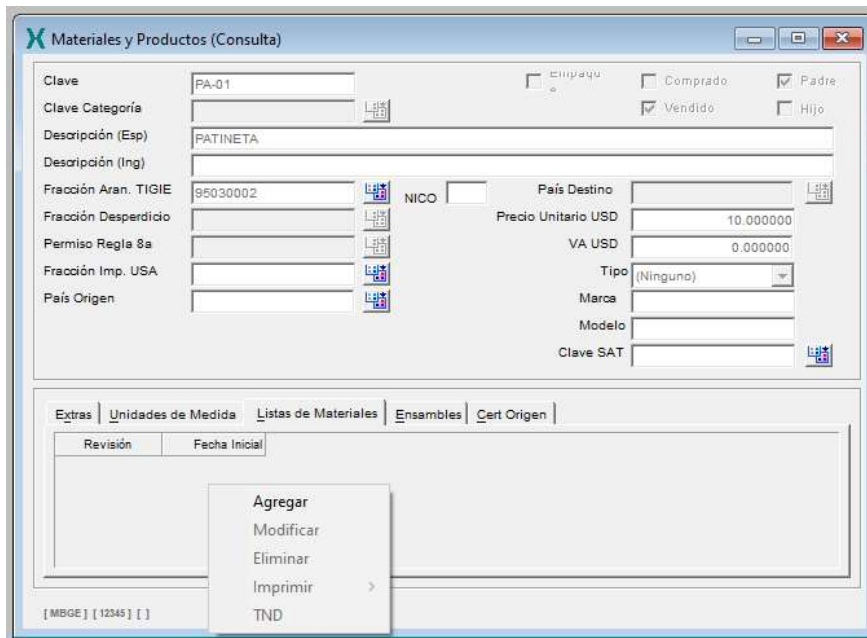 Materiales y Productos (Consulta)
Clave PA-01 Comprado Padre
Clave Categoría Vendido Hijo
Descripción (Esp) PATINETA
Descripción (Ing)
Fracción Aran. TIGIE 95030002 NICO País Destino
Fracción Desperdicio Precio Unitario USD 10.000000
Permiso Regla 8a VA USD 0.000000
Fracción Imp. USA Tipo (Ninguno)
País Origen Marca
Modelo
Clave SAT
Extras Unidades de Medida Listas de Materiales Ensambles Cert Origen
Revisión Fecha Inicial
Agregar
Modificar
Eliminar
Imprimir
TND
[ MBGE ] [ 12345 ] [ ]